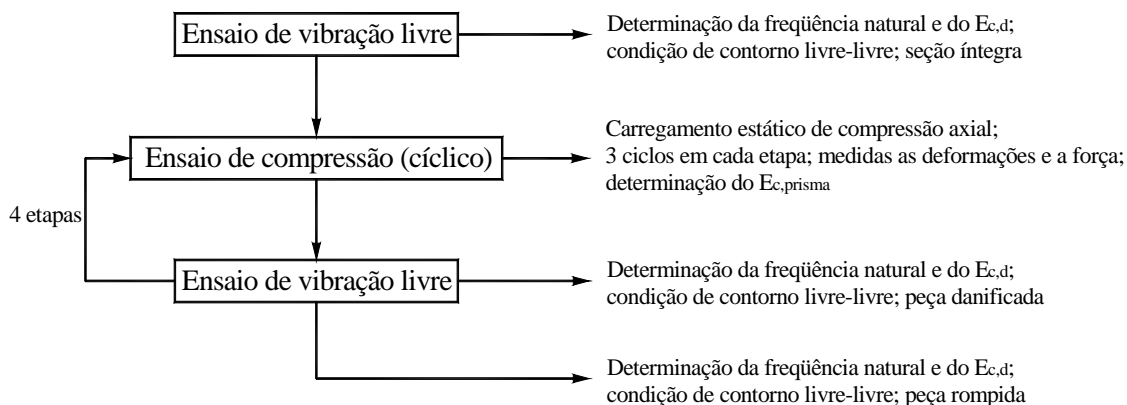 Ensaio de vibração livre
Determinação da freqüência natural e do Ec,d;
condição de contorno livre-livre; seção íntegra
Ensaio de compressão (cíclico)
Carregamento estático de compressão axial;
3 ciclos em cada etapa; medidas as deformações e a força;
determinação do Ec,prisma
4 etapas
Ensaio de vibração livre
Determinação da freqüência natural e do Ec,d;
condição de contorno livre-livre; peça danificada
Determinação da freqüência natural e do Ec,d;
condição de contorno livre-livre; peça rompida